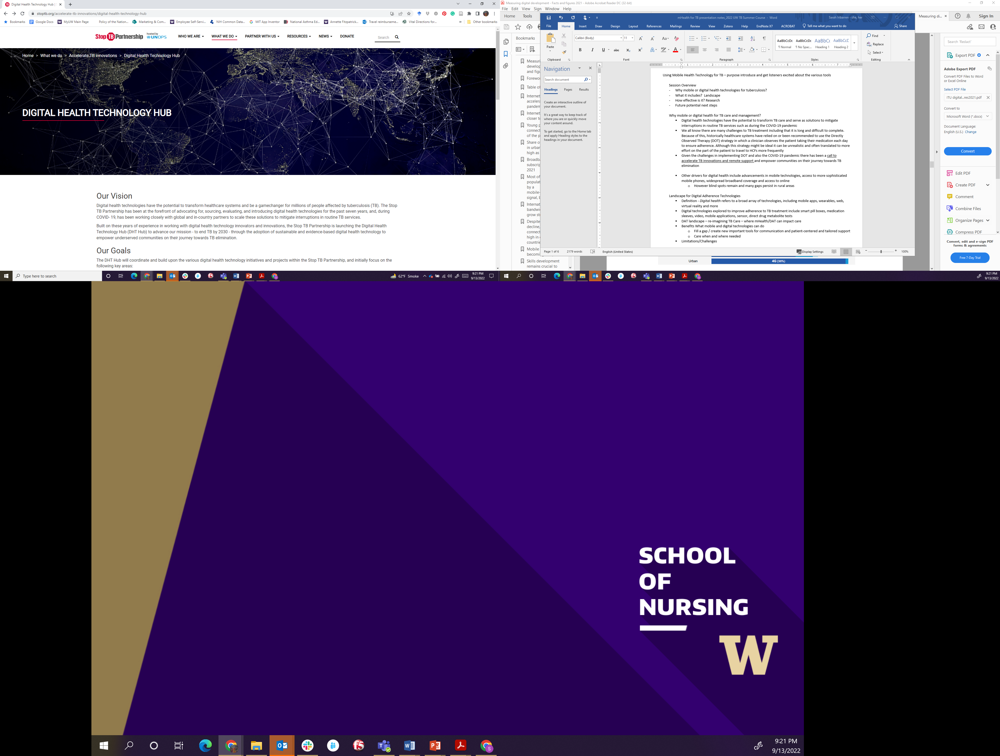 Digital Health Technology Hub |
stoptb.org/accelerate-tb-innovations/digital-health-technology-hub
Bookmarks Google Docs MyUW Main Page Policy of the Nation... Marketing & Com... Employee Self-Servi... NIH Common Data... MIT App Inventor National Asthma Ed... Annette Fitzpatrick... Travel reimburseme... Vital Directions for... » Other bookmarks
Stop TB Partnership hosted by UNOPS
WHO WE ARE WHAT WE DO PARTNER WITH US RESOURCES NEWS DONATE Search
Home > What we do > Accelerate TB innovations > Digital Health Technology Hub
DIGITAL HEALTH TECHNOLOGY HUB
Our Vision
Digital health technologies have the potential to transform healthcare systems and be a gamechanger for millions of people affected by tuberculosis (TB). The Stop
TB Partnership has been at the forefront of advocating for, sourcing, evaluating, and introducing digital health technologies for the past seven years, and, during
COVID- 19, has been working closely with global and in-country partners to scale these solutions to mitigate interruptions in routine TB services.
Built on these years of experience in working with digital health technology innovators and innovations, the Stop TB Partnership is launching the Digital Health
Technology Hub (DHT Hub) to advance our mission - to end TB by 2030 - through the adoption of sustainable and evidence-based digital health technology to
empower underserved communities on their journey towards TB elimination.
Our Goals
The DHT Hub will coordinate and build upon the various digital health technology initiatives and projects within the Stop TB Partnership, and initially focus on the
following key areas:
Type here to search
62°F Smoke
9:21 PM
9/13/2022
Measuring digital development - Facts and figures 2021 - Adobe Acrobat Reader DC (32-bit)
File Edit View Sign Window Help
Home Tools
Measuring di... × Sign In
Bookmarks
Measuri
develop
and figu
Forewo
Table of
Internet
accelera
pandem
Internet
closer to
Young p
connect
of the p
Share o
in urban
high as
Broadba
subscrip
2021
Most of
populat
by a
mobile-
signal, b
Internat
bandwi
grow st
Despite
decline,
connect
high in
countrie
Mobile
becomi
Skills development
remains crucial to
mHealth for TB presentation notes_2022 UW TB Summer Course - Word
Sarah Iribarren - she, her
File Home Insert Draw Design Layout References Mailings Review View Zotero Help EndNote X7 ACROBAT Tell me what you want to do Share
Paste
Calibri (Body) 11
AaBbCcDc AaBbCcDc AaBbC( AaBbCcC
¶ Normal ¶ No Spac... Heading 1 Heading 2
Find
Replace
Select
Clipboard Font Paragraph Styles Editing
Navigation
Search document
Headings Pages Results
Create an interactive outline of
your document.
It's a great way to keep track of
where you are or quickly move
your content around.
To get started, go to the Home tab
and apply Heading styles to the
headings in your document.
Using Mobile Health Technology for TB – purpose introduce and get listeners excited about the various tools
Session Overview
- Why mobile or digital health technologies for tuberculosis?
- What it includes? Landscape
- How effective is it? Research
- Future potential next steps
Why mobile or digital health for TB care and management?
▪ Digital health technologies have the potential to transform TB care and serve as solutions to mitigate
interruptions in routine TB services such as during the COVID-19 pandemic
▪ We all know there are many challenges to TB treatment including that it is long and difficult to complete.
Because of this, historically healthcare systems have relied on or been recommended to use the Directly
Observed Therapy (DOT) strategy in which a clinician observes the patient taking their medication each day
to ensure adherence. Although this strategy might be ideal it can be unrealistic and often translated to more
effort on the part of the patient to travel to HCFs more frequently
▪ Given the challenges in implementing DOT and also the COVID-19 pandemic there has been a call to
accelerate TB innovations and remote support and empower communities on their journey towards TB
elimination
▪ Other drivers for digital health include advancements in mobile technologies, access to more sophisticated
mobile phones, widespread broadband coverage and access to online
o However blind spots remain and many gaps persist in rural areas
Landscape for Digital Adherence Technologies
▪ Definition - Digital health refers to a broad array of technologies, including mobile apps, wearables, web,
virtual reality and more
▪ Digital technologies explored to improve adherence to TB treatment include smart pill boxes, medication
sleeves, video, mobile applications, sensor, direct drug metabolite tests
▪ DAT landscape – re-imagining TB Care – where mHealth/DAT can impact care
▪ Benefits What mobile and digital technologies can do
o Fill a gap / create new important tools for communication and patient-centered and tailored support
o Care when and where needed
▪ Limitations/Challenges
Page 1 of 6 2179 words English (United States) Display Settings 100%
Urban 4G (98%)
Search 'Redact'
Export PDF
Adobe Export PDF
Convert PDF Files to Word
or Excel Online
Select PDF File
ITU digital...res2021.pdf
Convert to
Microsoft Word (*.docx)
Document Language:
English (U.S.) Change
Convert
Edit PDF
Create PDF
Comment
Combine Files
Organize Pages
Compress PDF
Convert, edit and e-sign PDF
forms & agreements
Free 7-Day Trial
9:21 PM
9/13/2022
SCHOOL
OF
NURSING
W
9:21 PM
9/13/2022